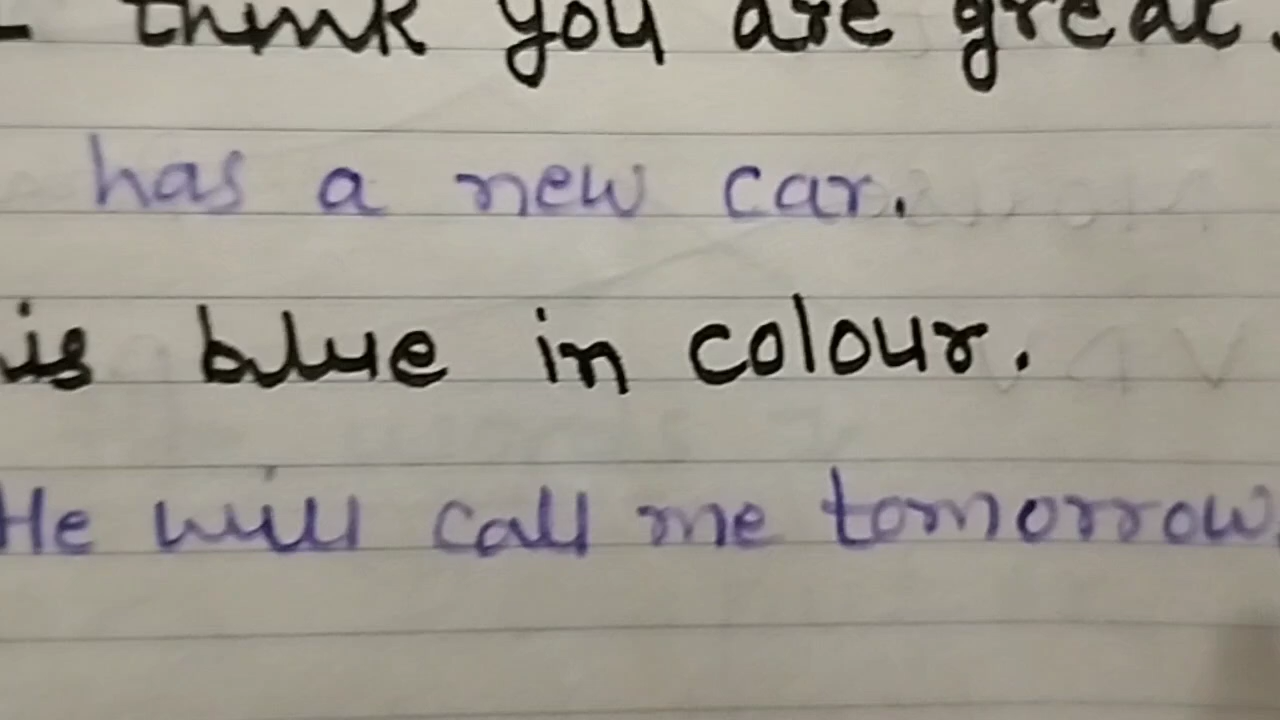 think you are great.
has a new car.
is blue in colour.
He will call me tomorrow.